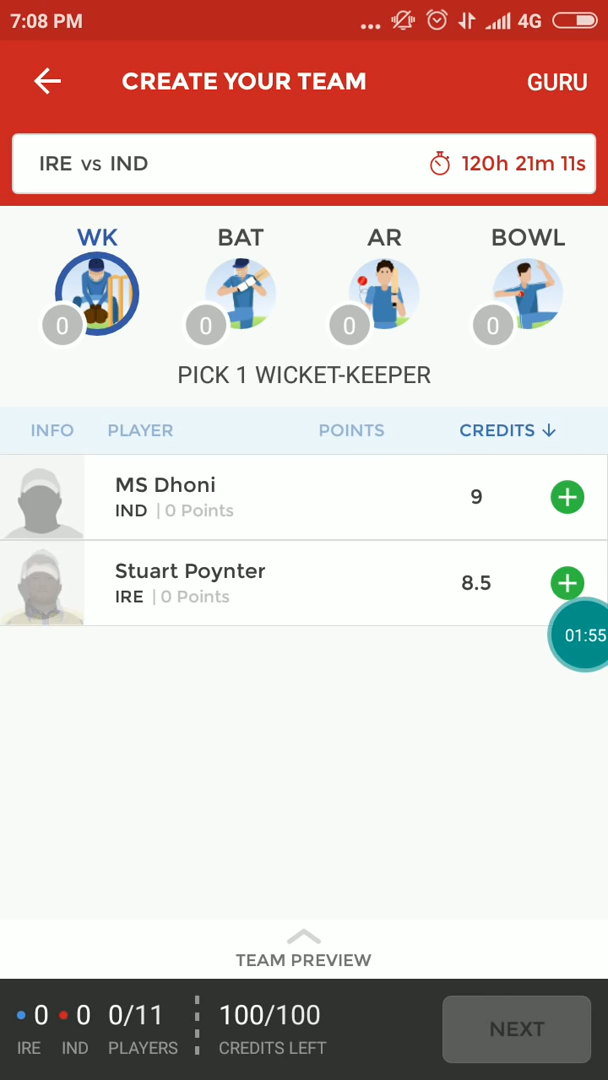 7:08 PM ... 4G
CREATE YOUR TEAM GURU
IRE vs IND 120h 21m 11s
WK BAT AR BOWL
0 0 0 0
PICK 1 WICKET-KEEPER
INFO PLAYER POINTS CREDITS
MS Dhoni
IND | 0 Points 9
Stuart Poynter
IRE | 0 Points 8.5
01:55
TEAM PREVIEW
0 0 0/11 100/100 NEXT
IRE IND PLAYERS CREDITS LEFT